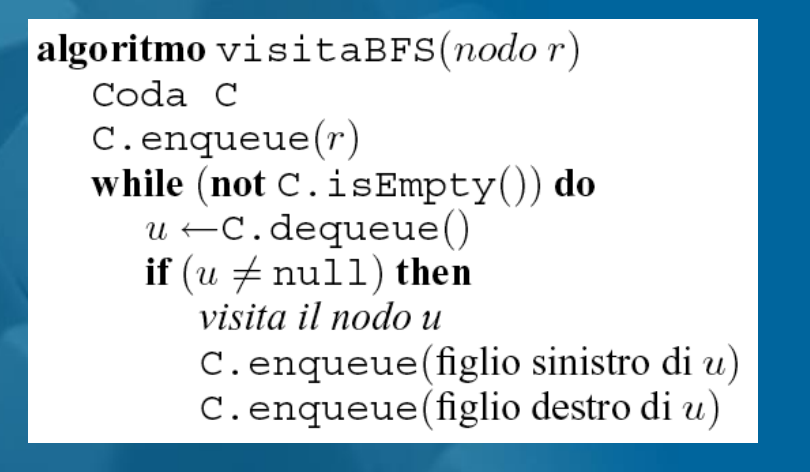 algoritmo visitaBFS(nodo r)
Coda C
C.enqueue(r)
while (not C.isEmpty()) do
u ←C.dequeue()
if (u ≠ null) then
visita il nodo u
C.enqueue(figlio sinistro di u)
C.enqueue(figlio destro di u)